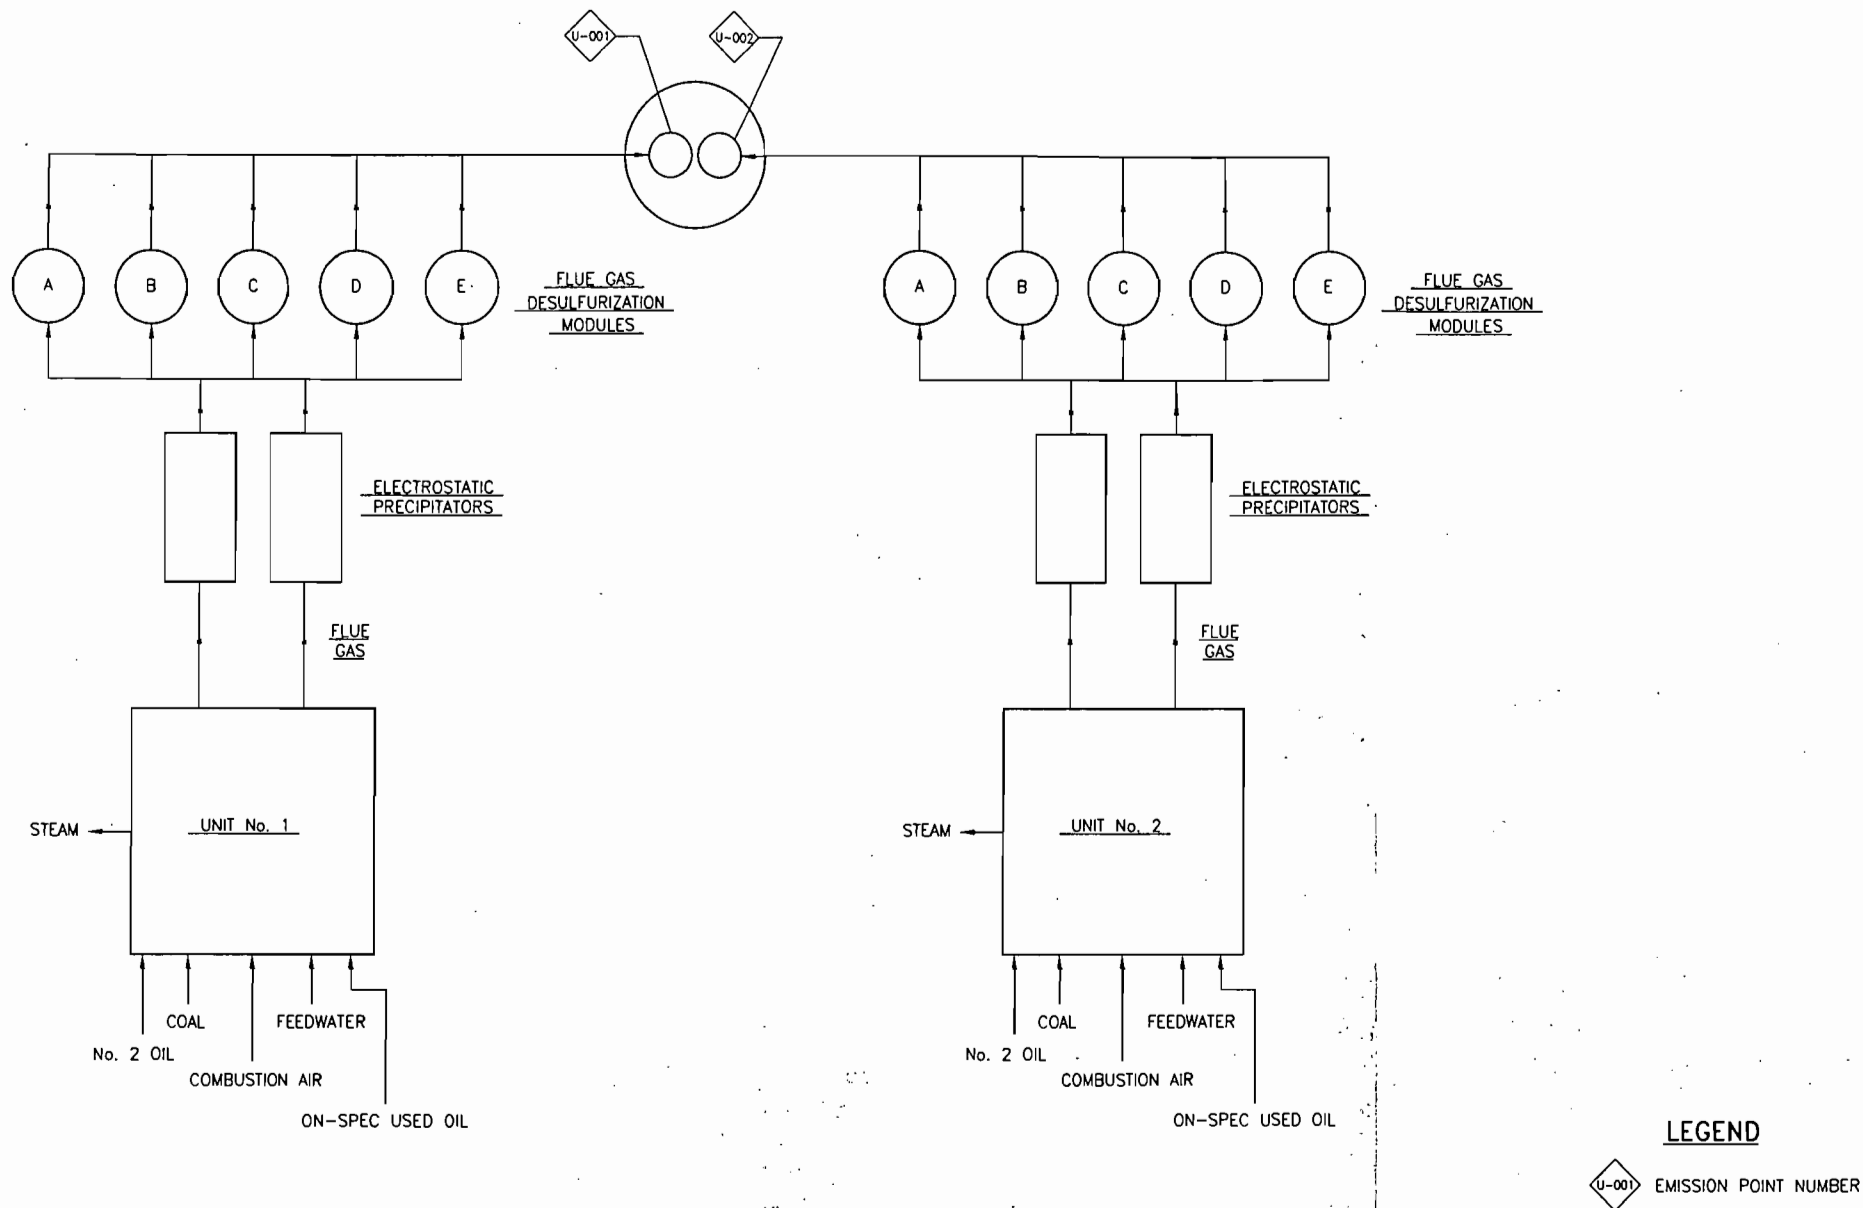 U-001
U-002
A
B
C
D
E
FLUE GAS
DESULFURIZATION
MODULES
A
B
C
D
E
FLUE GAS
DESULFURIZATION
MODULES
ELECTROSTATIC
PRECIPITATORS
ELECTROSTATIC
PRECIPITATORS
FLUE
GAS
FLUE
GAS
STEAM
UNIT No. 1
STEAM
UNIT No. 2
COAL
FEEDWATER
No. 2 OIL
COMBUSTION AIR
ON-SPEC USED OIL
COAL
FEEDWATER
No. 2 OIL
COMBUSTION AIR
ON-SPEC USED OIL
LEGEND
U-001
EMISSION POINT NUMBER